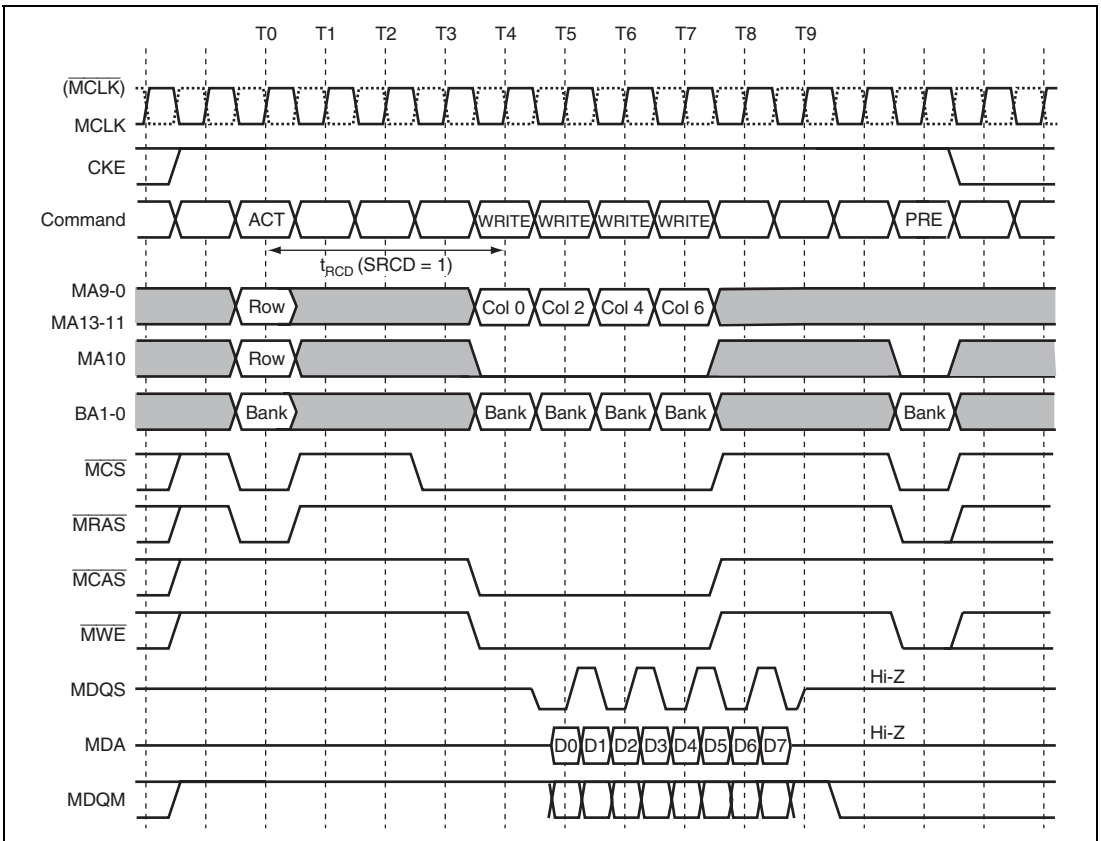 T0 T1 T2 T3 T4 T5 T6 T7 T8 T9
(MCLK)
MCLK
CKE
Command ACT WRITE WRITE WRITE WRITE PRE
tRCD (SRCD = 1)
MA9-0
MA13-11
Row Col 0 Col 2 Col 4 Col 6
MA10 Row
BA1-0 Bank Bank Bank Bank Bank Bank
MCS
MRAS
MCAS
MWE
MDQS Hi-Z
MDA D0 D1 D2 D3 D4 D5 D6 D7 Hi-Z
MDQM